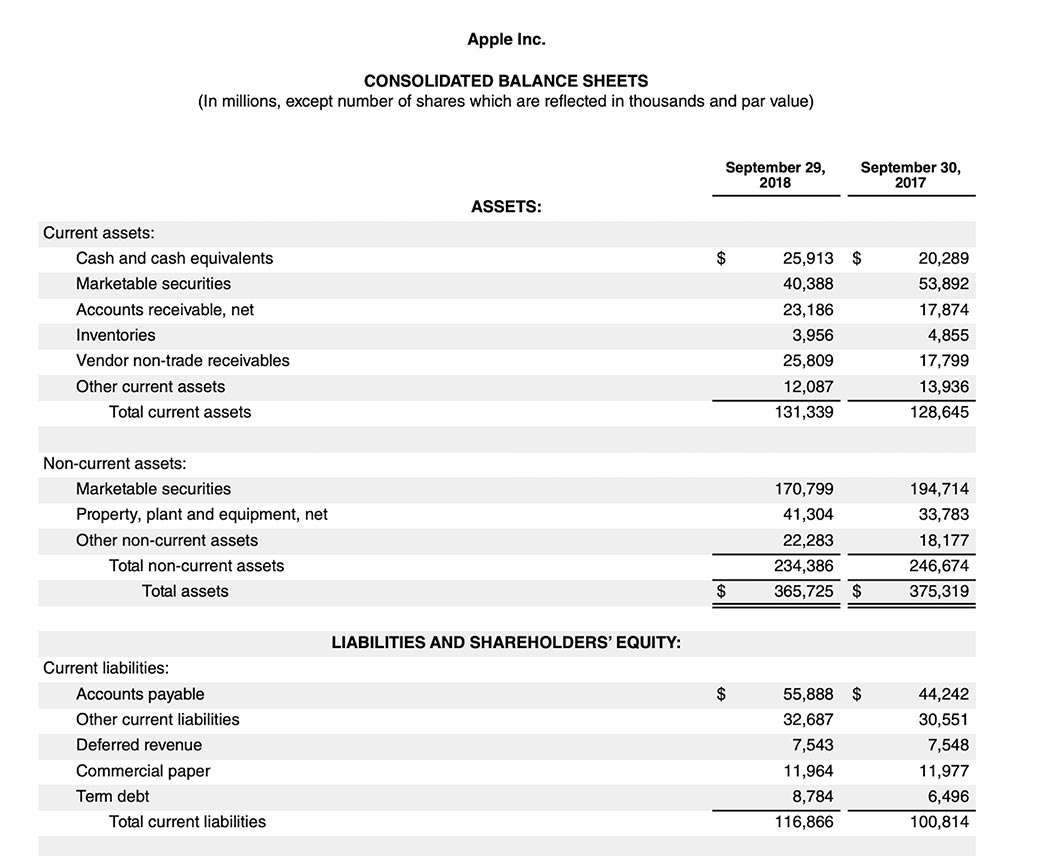 Apple Inc.
CONSOLIDATED BALANCE SHEETS
(In millions, except number of shares which are reflected in thousands and par value)
September 29, 2018 September 30, 2017
ASSETS:
Current assets:
Cash and cash equivalents $ 25,913 $ 20,289
Marketable securities 40,388 53,892
Accounts receivable, net 23,186 17,874
Inventories 3,956 4,855
Vendor non-trade receivables 25,809 17,799
Other current assets 12,087 13,936
Total current assets 131,339 128,645
Non-current assets:
Marketable securities 170,799 194,714
Property, plant and equipment, net 41,304 33,783
Other non-current assets 22,283 18,177
Total non-current assets 234,386 246,674
Total assets $ 365,725 $ 375,319
LIABILITIES AND SHAREHOLDERS’ EQUITY:
Current liabilities:
Accounts payable $ 55,888 $ 44,242
Other current liabilities 32,687 30,551
Deferred revenue 7,543 7,548
Commercial paper 11,964 11,977
Term debt 8,784 6,496
Total current liabilities 116,866 100,814